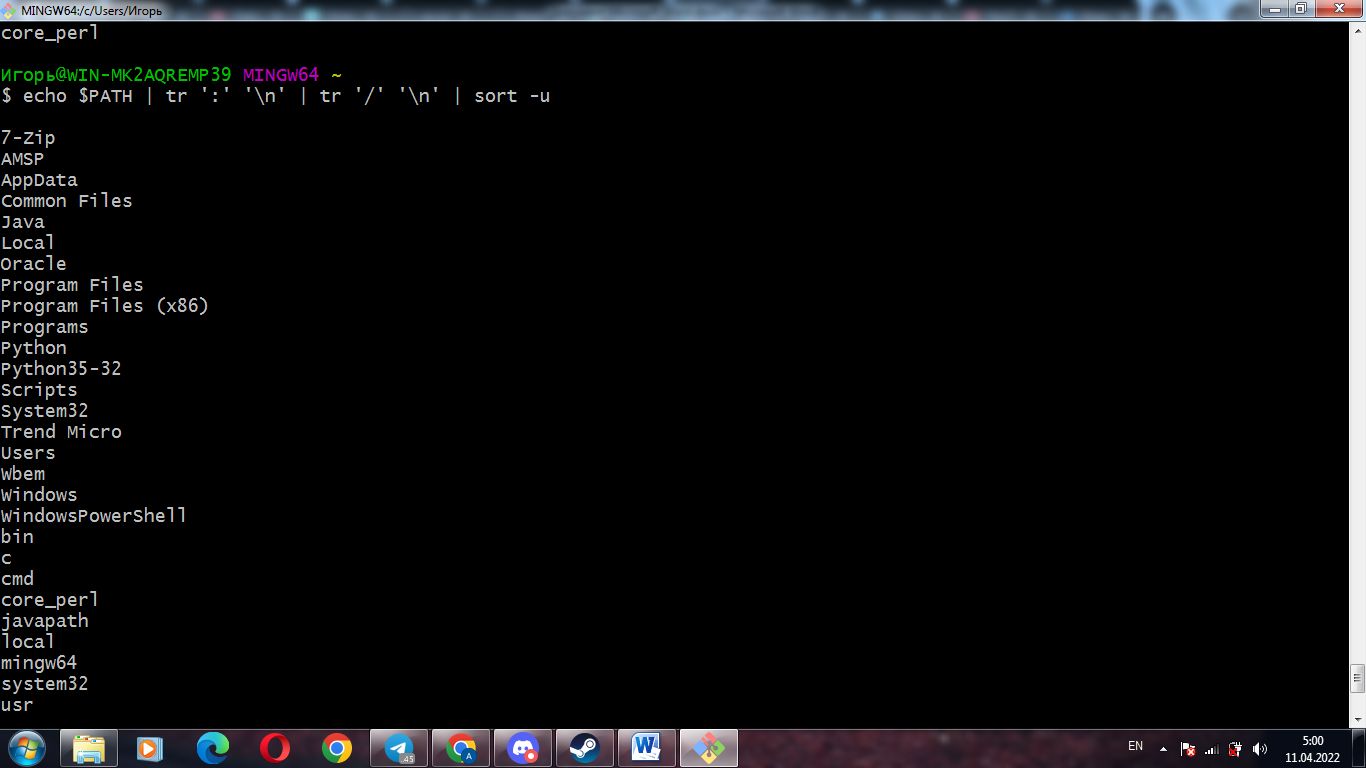 MINGW64:/c/Users/Игорь
core_perl
Игорь@WIN-MK2AQREMP39 MINGW64 ~
$ echo $PATH | tr ':' '\n' | tr '/' '\n' | sort -u
7-Zip
AMSP
AppData
Common Files
Java
Local
Oracle
Program Files
Program Files (x86)
Programs
Python
Python35-32
Scripts
System32
Trend Micro
Users
Wbem
Windows
WindowsPowerShell
bin
c
cmd
core_perl
javapath
local
mingw64
system32
usr
.45
A
W
EN
5:00
11.04.2022